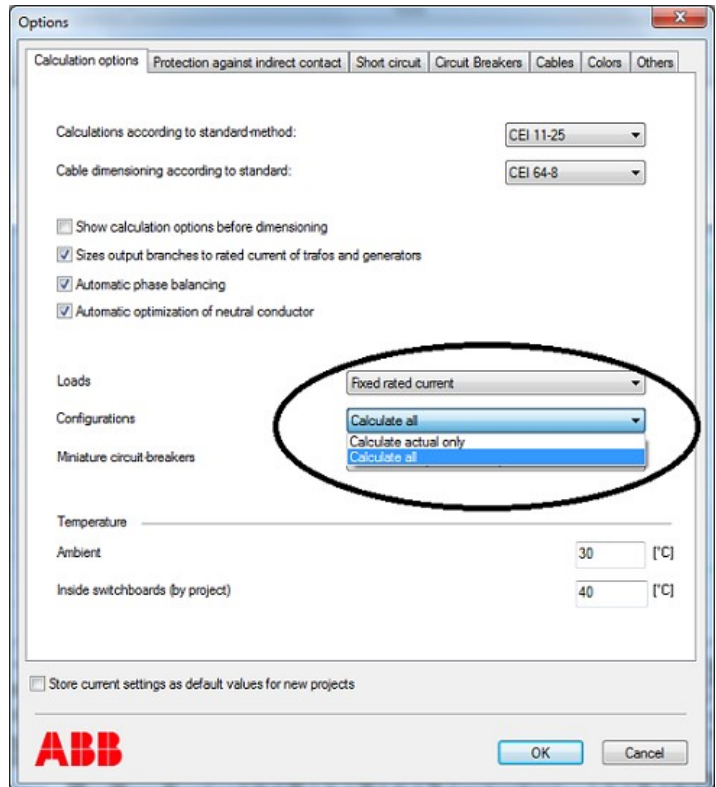 Options
Calculation options Protection against indirect contact Short circuit Circuit Breakers Cables Colors Others
Calculations according to standard-method: CEI 11-25
Cable dimensioning according to standard: CEI 64-8
Show calculation options before dimensioning
Sizes output branches to rated current of trafos and generators
Automatic phase balancing
Automatic optimization of neutral conductor
Loads Fixed rated current
Configurations Calculate all
Calculate actual only
Miniature circuit-breakers Calculate all
Temperature
Ambient 30 [°C]
Inside switchboards (by project) 40 [°C]
Store current settings as default values for new projects
ABB OK Cancel